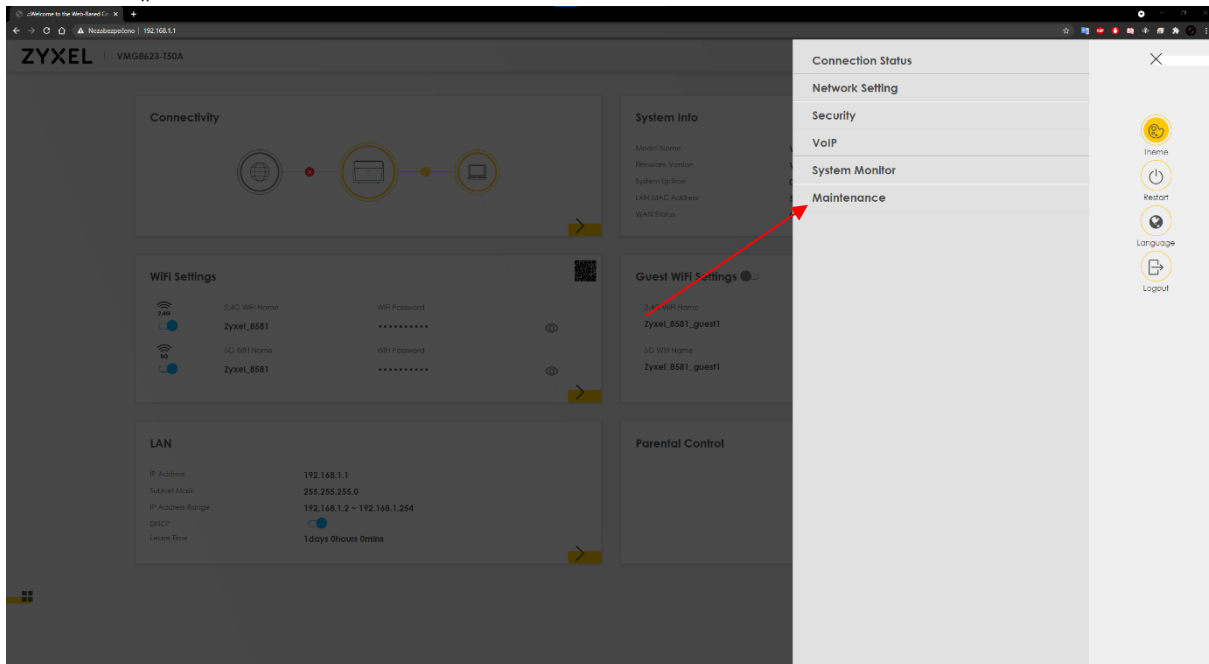 :::Welcome to the Web-Based Co
Nezabezpečeno | 192.168.1.1
ZYXEL | VMG8623-T50A
Connectivity
System Info
Model Name
Firmware Version
System Uptime
LAN MAC Address
WAN Status
WiFi Settings
2.4G WiFi Name WiFi Password
2.4G
Zyxel_8581 ••••••••••
5G WiFi Name WiFi Password
5G
Zyxel_8581 ••••••••••
Guest WiFi Settings
2.4G WiFi Name
Zyxel_8581_guest1
5G WiFi Name
Zyxel_8581_guest1
LAN
IP Address 192.168.1.1
Subnet Mask 255.255.255.0
IP Address Range 192.168.1.2 ~ 192.168.1.254
DHCP
Lease Time 1days 0hours 0mins
Parental Control
Connection Status
Network Setting
Security
VoIP
System Monitor
Maintenance
Theme
Restart
Language
Logout